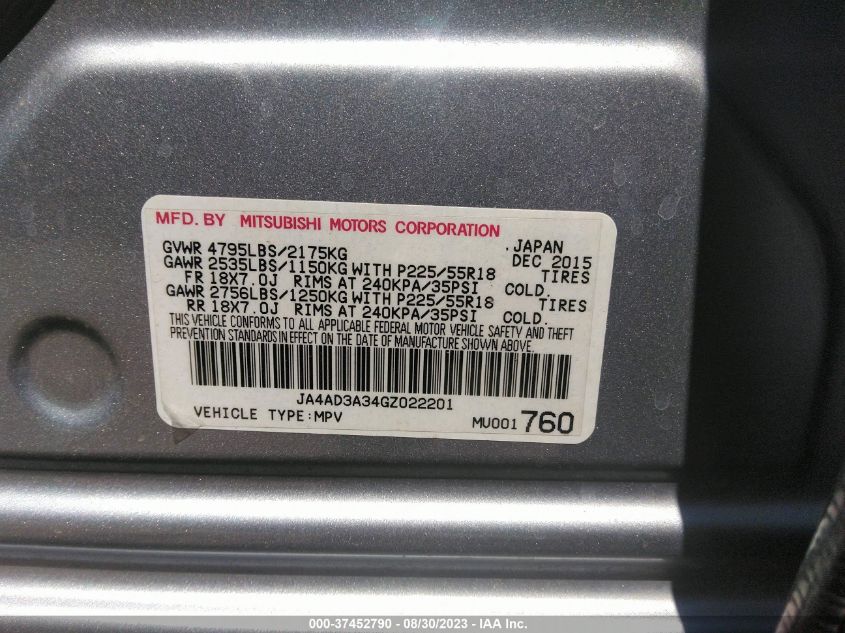 MFD. BY MITSUBISHI MOTORS CORPORATION
GVWR 4795LBS/2175KG .JAPAN
DEC 2015
GAWR 2535LBS/1150KG WITH P225/55R18 TIRES
FR 18X7.0J RIMS AT 240KPA/35PSI COLD.
GAWR 2756LBS/1250KG WITH P225/55R18 TIRES
RR 18X7.0J RIMS AT 240KPA/35PSI COLD.
THIS VEHICLE CONFORMS TO ALL APPLICABLE FEDERAL MOTOR VEHICLE SAFETY AND THEFT
PREVENTION STANDARDS IN EFFECT ON THE DATE OF MANUFACTURE SHOWN ABOVE.
JA4AD3A34GZ022201
VEHICLE TYPE:MPV MU001760
000-37452790 - 08/30/2023 - IAA Inc.